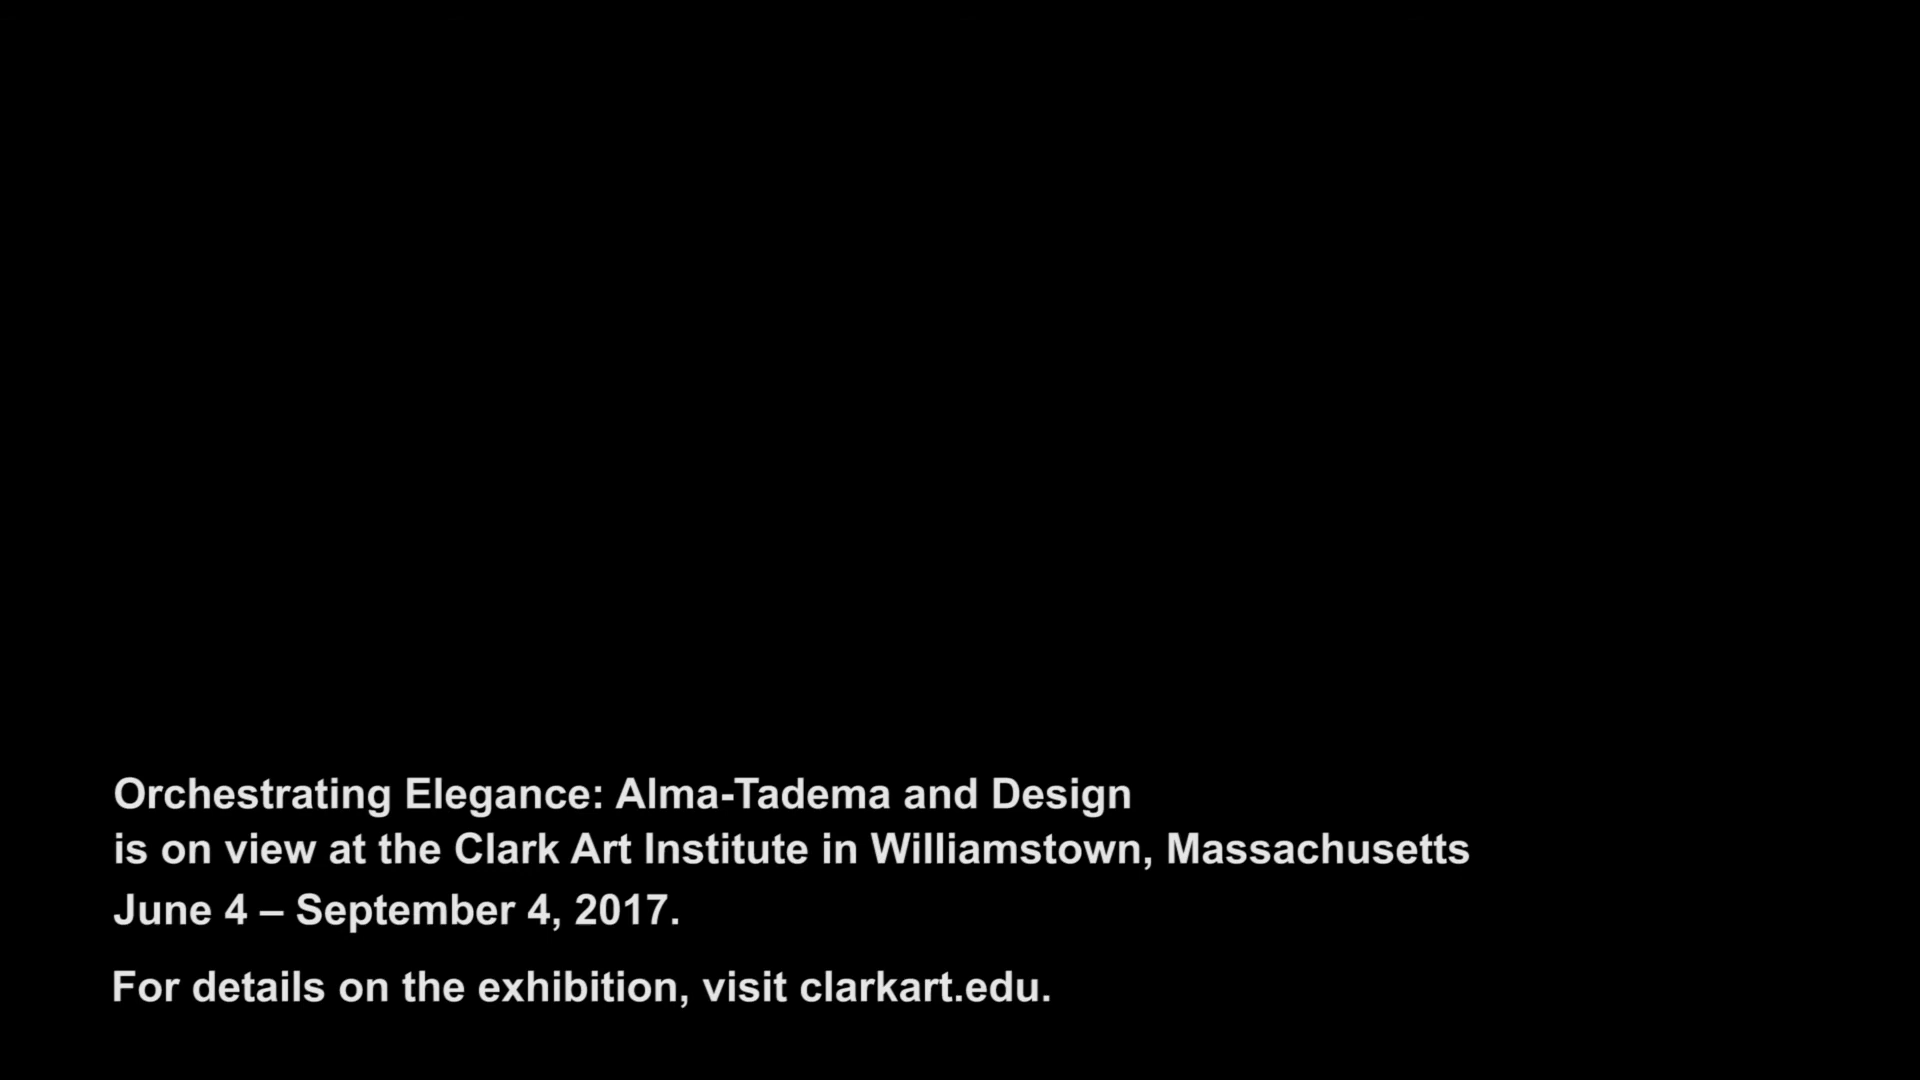 Orchestrating Elegance: Alma-Tadema and Design
is on view at the Clark Art Institute in Williamstown, Massachusetts
June 4 – September 4, 2017.
For details on the exhibition, visit clarkart.edu.